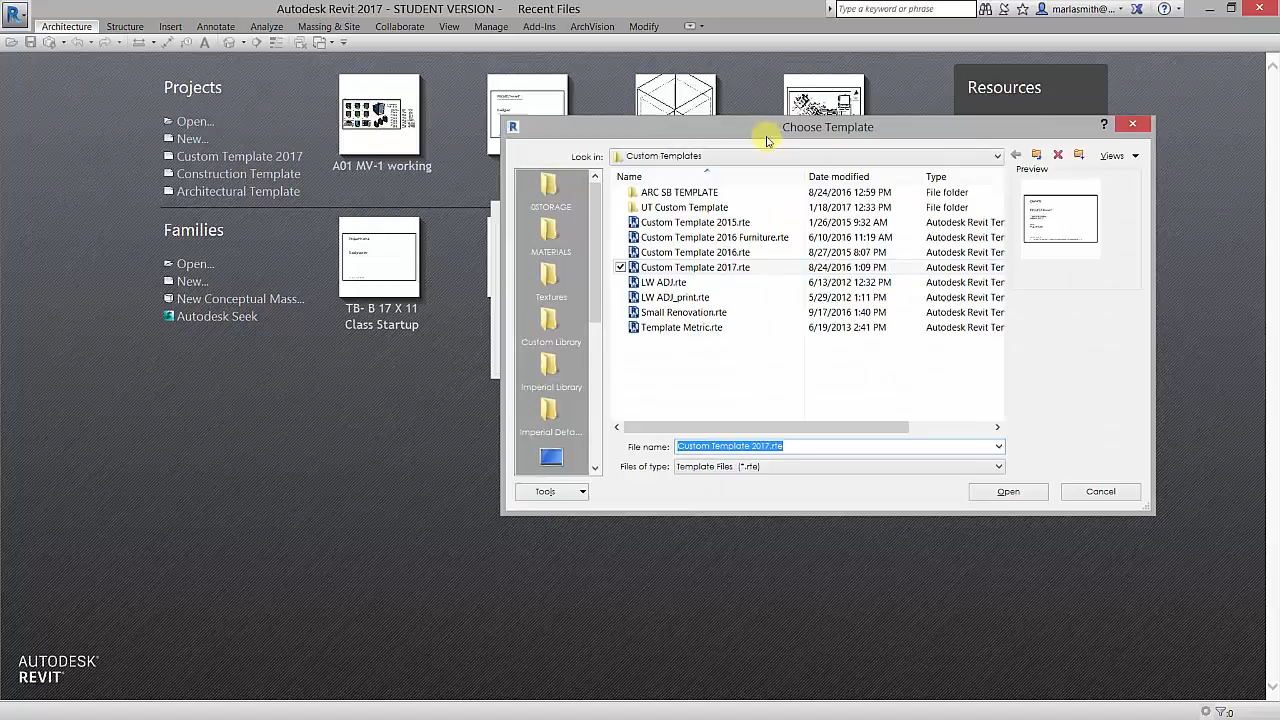 Autodesk Revit 2017 - STUDENT VERSION - Recent Files
Type a keyword or phrase
marlasmith@...
Architecture Structure Insert Annotate Analyze Massing & Site Collaborate View Manage Add-Ins ArchVision Modify
Projects
Open...
New...
Custom Template 2017
Construction Template
Architectural Template
Families
Open...
New...
New Conceptual Mass...
Autodesk Seek
A01 MV-1 working
TB- B 17 X 11
Class Startup
Resources
Choose Template
Look in: Custom Templates
Views
Name Date modified Type
ARC SB TEMPLATE 8/24/2016 12:59 PM File folder
UT Custom Template 1/18/2017 12:33 PM File folder
Custom Template 2015.rte 1/26/2015 9:32 AM Autodesk Revit Ter
Custom Template 2016 Furniture.rte 6/10/2016 11:19 AM Autodesk Revit Ter
Custom Template 2016.rte 8/27/2015 8:07 PM Autodesk Revit Ter
Custom Template 2017.rte 8/24/2016 1:09 PM Autodesk Revit Ter
LW ADJ.rte 6/13/2012 12:32 PM Autodesk Revit Ter
LW ADJ_print.rte 5/29/2012 1:11 PM Autodesk Revit Ter
Small Renovation.rte 9/17/2016 1:40 PM Autodesk Revit Ter
Template Metric.rte 6/19/2013 2:41 PM Autodesk Revit Ter
0STORAGE
MATERIALS
Textures
Custom Library
Imperial Library
Imperial Deta...
Preview
File name: Custom Template 2017.rte
Files of type: Template Files (*.rte)
Tools
Open
Cancel
AUTODESK®
REVIT®
:0